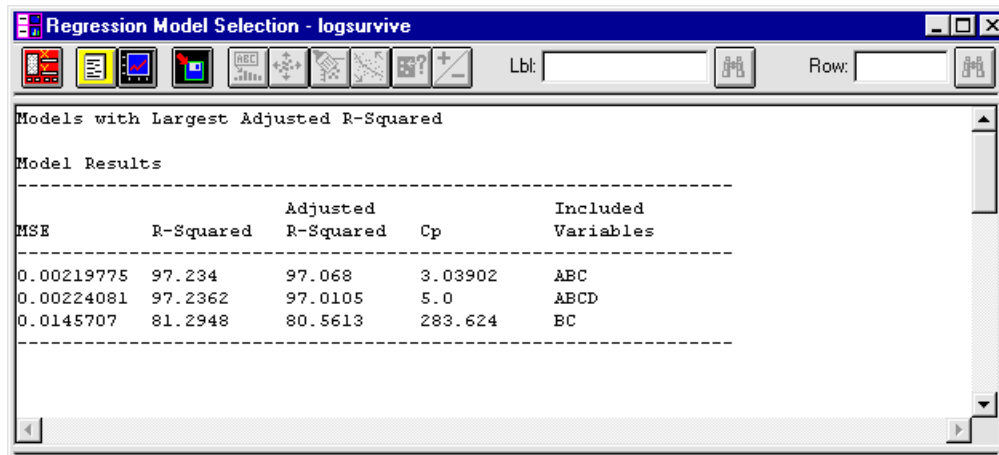 Regression Model Selection - logsurvive
ABC
Lbl:
Row:
Models with Largest Adjusted R-Squared
Model Results
Adjusted Included
MSE R-Squared R-Squared Cp Variables
0.00219775 97.234 97.068 3.03902 ABC
0.00224081 97.2362 97.0105 5.0 ABCD
0.0145707 81.2948 80.5613 283.624 BC